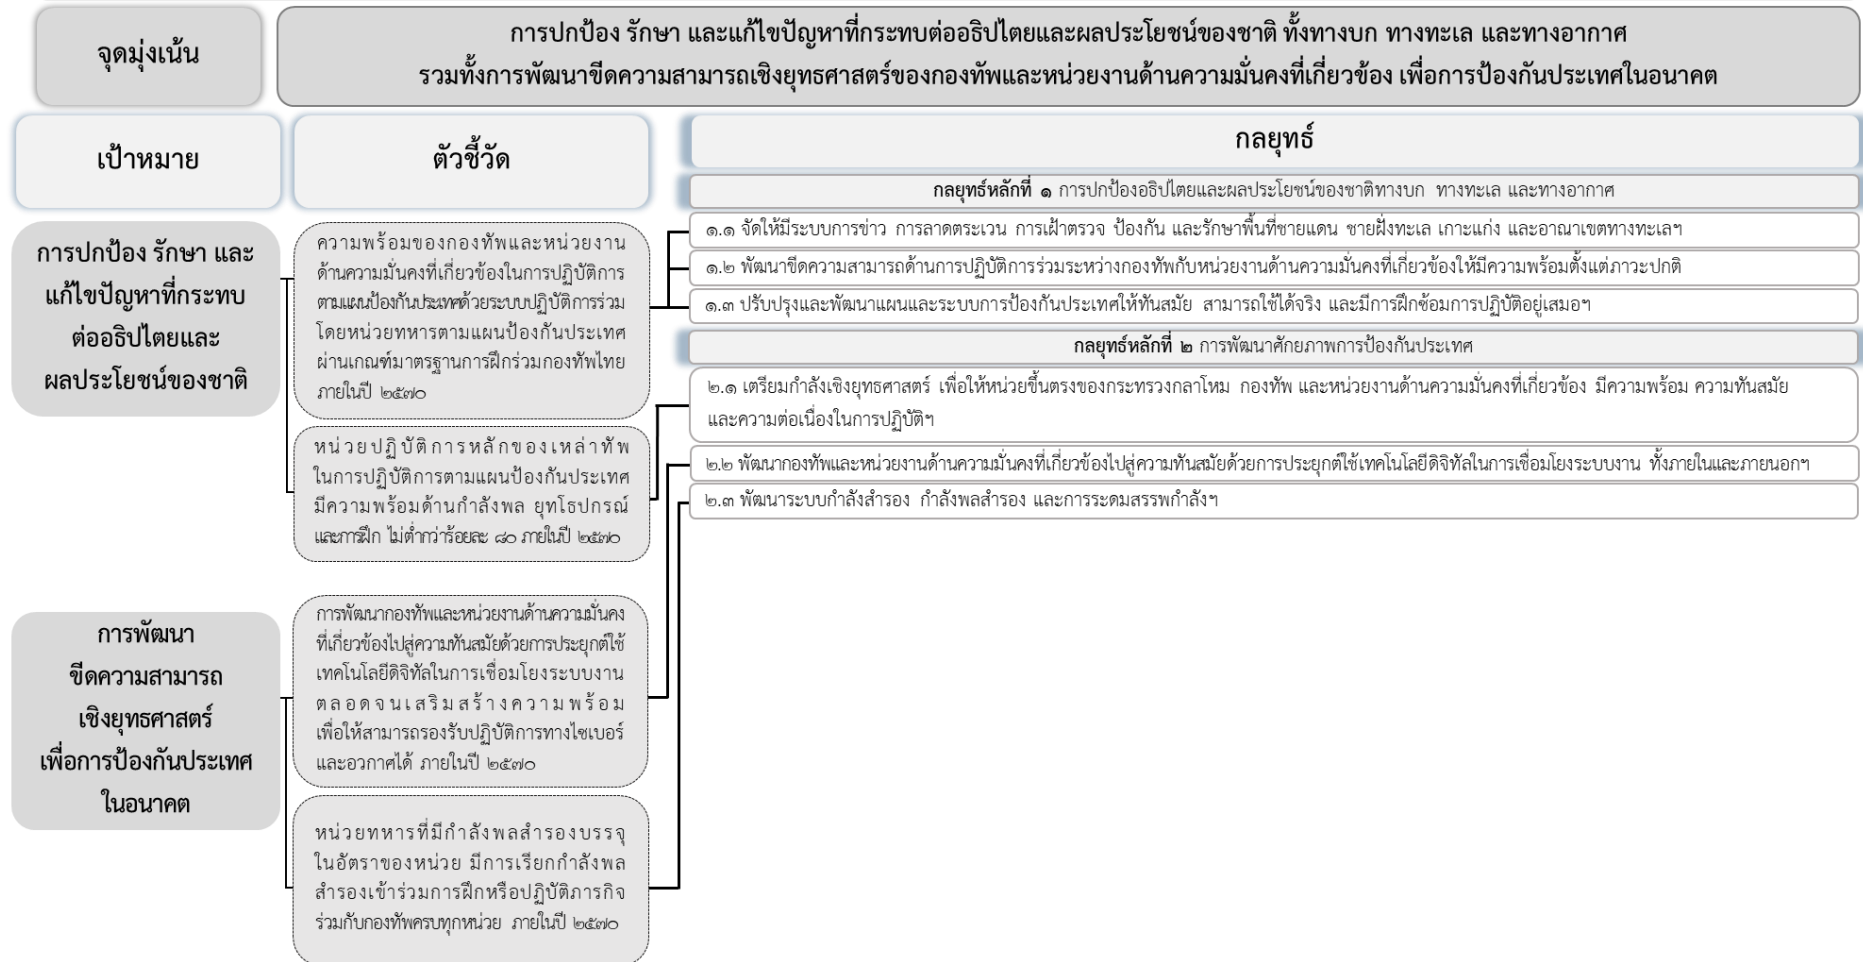 จุดมุ่งเน้น
การปกป้อง รักษา และแก้ไขปัญหาที่กระทบต่ออธิปไตยและผลประโยชน์ของชาติ ทั้งทางบก ทางทะเล และทางอากาศ
รวมทั้งการพัฒนาขีดความสามารถเชิงยุทธศาสตร์ของกองทัพและหน่วยงานด้านความมั่นคงที่เกี่ยวข้อง เพื่อการป้องกันประเทศในอนาคต
เป้าหมาย
ตัวชี้วัด
กลยุทธ์
การปกป้อง รักษา และ
แก้ไขปัญหาที่กระทบ
ต่ออธิปไตยและ
ผลประโยชน์ของชาติ
ความพร้อมของกองทัพและหน่วยงาน
ด้านความมั่นคงที่เกี่ยวข้องในการปฏิบัติการ
ตามแผนป้องกันประเทศด้วยระบบปฏิบัติการร่วม
โดยหน่วยทหารตามแผนป้องกันประเทศ
ผ่านเกณฑ์มาตรฐานการฝึกร่วมกองทัพไทย
ภายในปี ๒๕๗๐
หน่วยปฏิบัติการหลักของเหล่าทัพ
ในการปฏิบัติการตามแผนป้องกันประเทศ
มีความพร้อมด้านกำลังพล ยุทโธปกรณ์
และการฝึก ไม่ต่ำกว่าร้อยละ ๘๐ ภายในปี ๒๕๗๐
กลยุทธ์หลักที่ ๑ การปกป้องอธิปไตยและผลประโยชน์ของชาติทางบก ทางทะเล และทางอากาศ
๑.๑ จัดให้มีระบบการข่าว การลาดตระเวน การเฝ้าตรวจ ป้องกัน และรักษาพื้นที่ชายแดน ชายฝั่งทะเล เกาะแก่ง และอาณาเขตทางทะเลฯ
๑.๒ พัฒนาขีดความสามารถด้านการปฏิบัติการร่วมระหว่างกองทัพกับหน่วยงานด้านความมั่นคงที่เกี่ยวข้องให้มีความพร้อมตั้งแต่ภาวะปกติ
๑.๓ ปรับปรุงและพัฒนาแผนและระบบการป้องกันประเทศให้ทันสมัย สามารถใช้ได้จริง และมีการฝึกซ้อมการปฏิบัติอยู่เสมอฯ
กลยุทธ์หลักที่ ๒ การพัฒนาศักยภาพการป้องกันประเทศ
๒.๑ เตรียมกำลังเชิงยุทธศาสตร์ เพื่อให้หน่วยขึ้นตรงของกระทรวงกลาโหม กองทัพ และหน่วยงานด้านความมั่นคงที่เกี่ยวข้อง มีความพร้อม ความทันสมัย
และความต่อเนื่องในการปฏิบัติฯ
๒.๒ พัฒนากองทัพและหน่วยงานด้านความมั่นคงที่เกี่ยวข้องไปสู่ความทันสมัยด้วยการประยุกต์ใช้เทคโนโลยีดิจิทัลในการเชื่อมโยงระบบงาน ทั้งภายในและภายนอกฯ
๒.๓ พัฒนาระบบกำลังสำรอง กำลังพลสำรอง และการระดมสรรพกำลังฯ
การพัฒนา
ขีดความสามารถ
เชิงยุทธศาสตร์
เพื่อการป้องกันประเทศ
ในอนาคต
การพัฒนากองทัพและหน่วยงานด้านความมั่นคง
ที่เกี่ยวข้องไปสู่ความทันสมัยด้วยการประยุกต์ใช้
เทคโนโลยีดิจิทัลในการเชื่อมโยงระบบงาน
ตลอดจนเสริมสร้างความพร้อม
เพื่อให้สามารถรองรับปฏิบัติการทางไซเบอร์
และอวกาศได้ ภายในปี ๒๕๗๐
หน่วยทหารที่มีกำลังพลสำรองบรรจุ
ในอัตราของหน่วย มีการเรียกกำลังพล
สำรองเข้าร่วมการฝึกหรือปฏิบัติภารกิจ
ร่วมกับกองทัพครบทุกหน่วย ภายในปี ๒๕๗๐